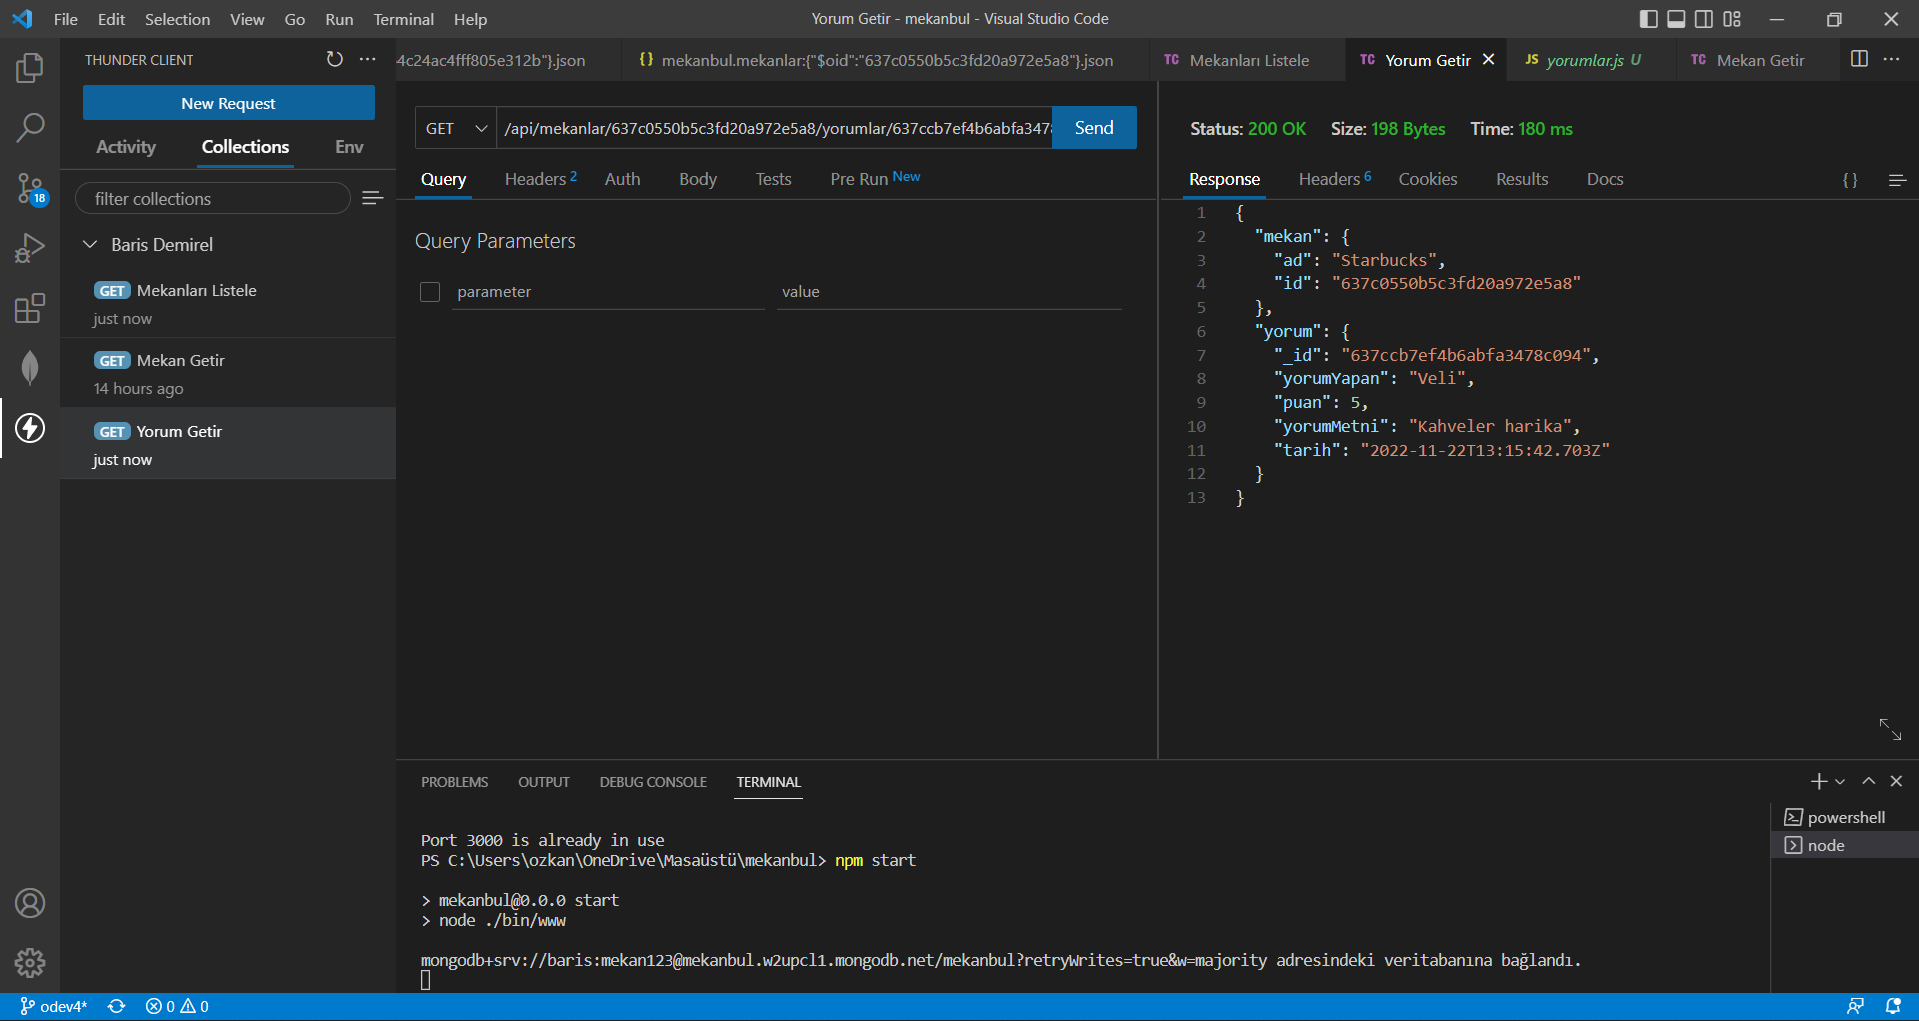 File Edit Selection View Go Run Terminal Help
Yorum Getir - mekanbul - Visual Studio Code
THUNDER CLIENT
New Request
Activity Collections Env
filter collections
Baris Demirel
GET Mekanları Listele
just now
GET Mekan Getir
14 hours ago
GET Yorum Getir
just now
18
4c24ac4fff805e312b"}.json
{} mekanbul.mekanlar:{"$oid":"637c0550b5c3fd20a972e5a8"}.json
TC Mekanları Listele
TC Yorum Getir
JS yorumlar.js U
TC Mekan Getir
GET
/api/mekanlar/637c0550b5c3fd20a972e5a8/yorumlar/637ccb7ef4b6abfa347
Send
Query Headers 2 Auth Body Tests Pre Run New
Query Parameters
parameter value
Status: 200 OK Size: 198 Bytes Time: 180 ms
Response Headers 6 Cookies Results Docs {}
1 {
2 "mekan": {
3 "ad": "Starbucks",
4 "id": "637c0550b5c3fd20a972e5a8"
5 },
6 "yorum": {
7 "_id": "637ccb7ef4b6abfa3478c094",
8 "yorumYapan": "Veli",
9 "puan": 5,
10 "yorumMetni": "Kahveler harika",
11 "tarih": "2022-11-22T13:15:42.703Z"
12 }
13 }
PROBLEMS OUTPUT DEBUG CONSOLE TERMINAL
Port 3000 is already in use
PS C:\Users\ozkan\OneDrive\Masaüstü\mekanbul> npm start
> mekanbul@0.0.0 start
> node ./bin/www
mongodb+srv://baris:mekan123@mekanbul.w2upcl1.mongodb.net/mekanbul?retryWrites=true&w=majority adresindeki veritabanına bağlandı.
powershell
node
odev4* 0 0